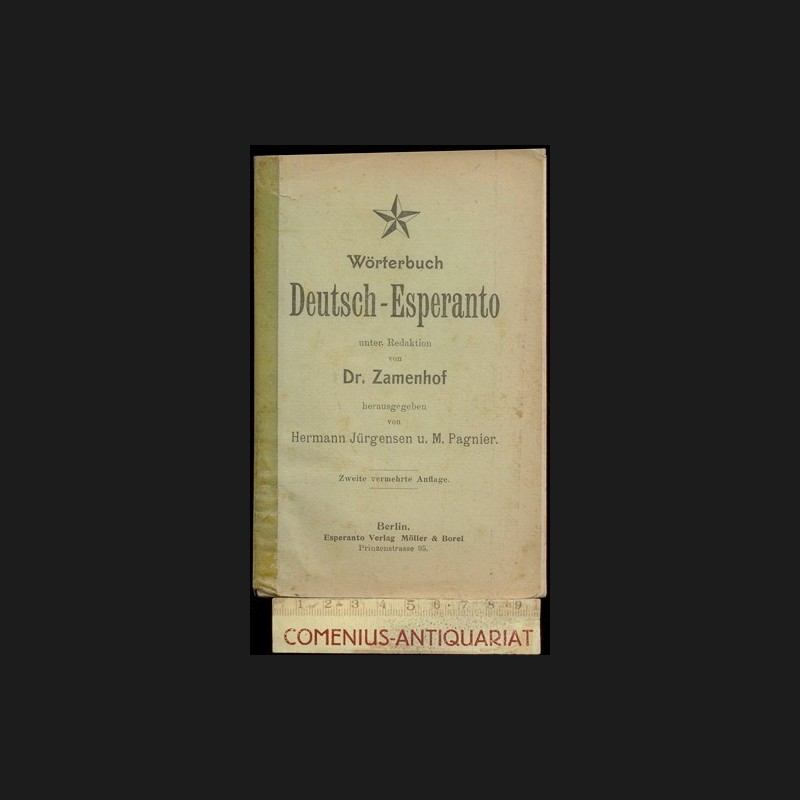 Wörterbuch
Deutsch-Esperanto
unter Redaktion
von
Dr. Zamenhof
herausgegeben
von
Hermann Jürgensen u. M. Pagnier.
Zweite vermehrte Auflage.
Berlin.
Esperanto Verlag Möller & Borel
Prinzenstrasse 95.
1 2 3 4 5 6 7 8 9
COMENIUS-ANTIQUARIAT